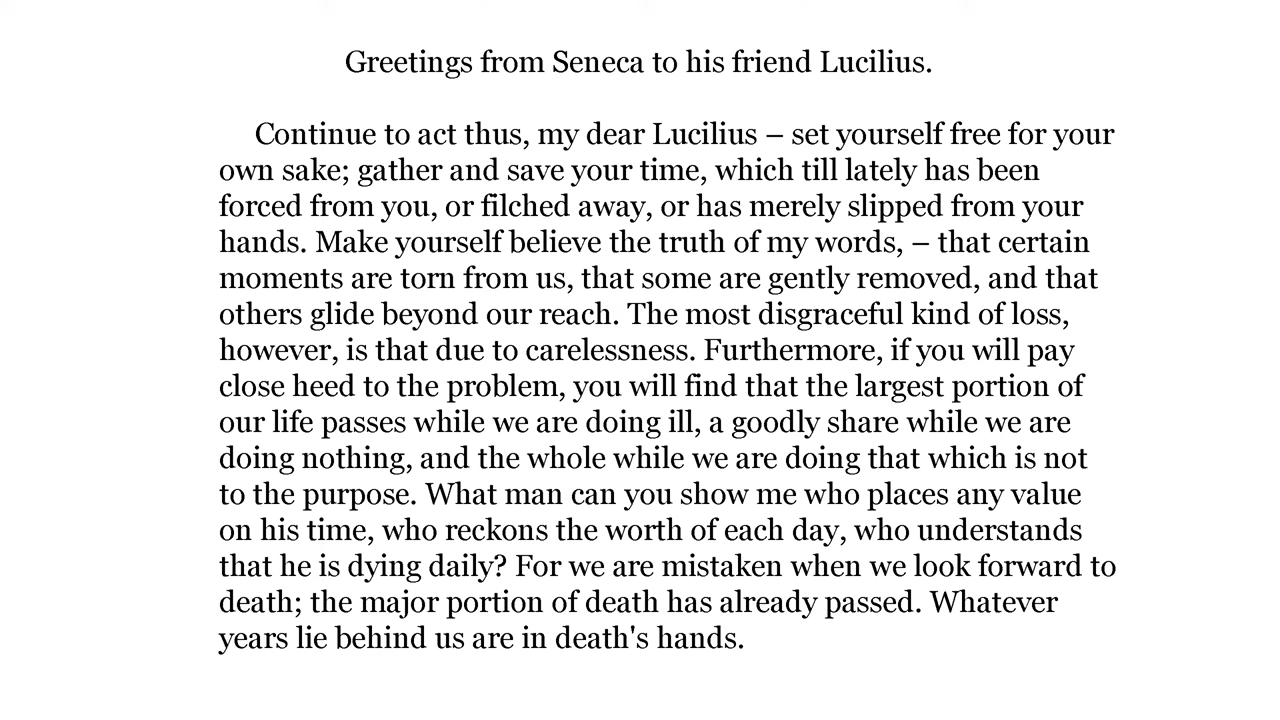 Greetings from Seneca to his friend Lucilius.
Continue to act thus, my dear Lucilius – set yourself free for your
own sake; gather and save your time, which till lately has been
forced from you, or filched away, or has merely slipped from your
hands. Make yourself believe the truth of my words, – that certain
moments are torn from us, that some are gently removed, and that
others glide beyond our reach. The most disgraceful kind of loss,
however, is that due to carelessness. Furthermore, if you will pay
close heed to the problem, you will find that the largest portion of
our life passes while we are doing ill, a goodly share while we are
doing nothing, and the whole while we are doing that which is not
to the purpose. What man can you show me who places any value
on his time, who reckons the worth of each day, who understands
that he is dying daily? For we are mistaken when we look forward to
death; the major portion of death has already passed. Whatever
years lie behind us are in death's hands.